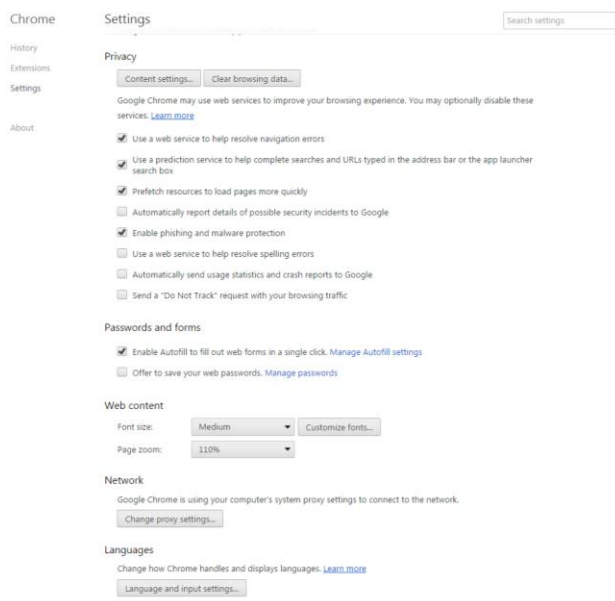 Chrome
Settings
Search settings
History
Extensions
Settings
About
Privacy
Content settings...
Clear browsing data...
Google Chrome may use web services to improve your browsing experience. You may optionally disable these
services. Learn more
Use a web service to help resolve navigation errors
Use a prediction service to help complete searches and URLs typed in the address bar or the app launcher
search box
Prefetch resources to load pages more quickly
Automatically report details of possible security incidents to Google
Enable phishing and malware protection
Use a web service to help resolve spelling errors
Automatically send usage statistics and crash reports to Google
Send a "Do Not Track" request with your browsing traffic
Passwords and forms
Enable Autofill to fill out web forms in a single click. Manage Autofill settings
Offer to save your web passwords. Manage passwords
Web content
Font size: Medium Customize fonts...
Page zoom: 110%
Network
Google Chrome is using your computer's system proxy settings to connect to the network.
Change proxy settings...
Languages
Change how Chrome handles and displays languages. Learn more
Language and input settings...